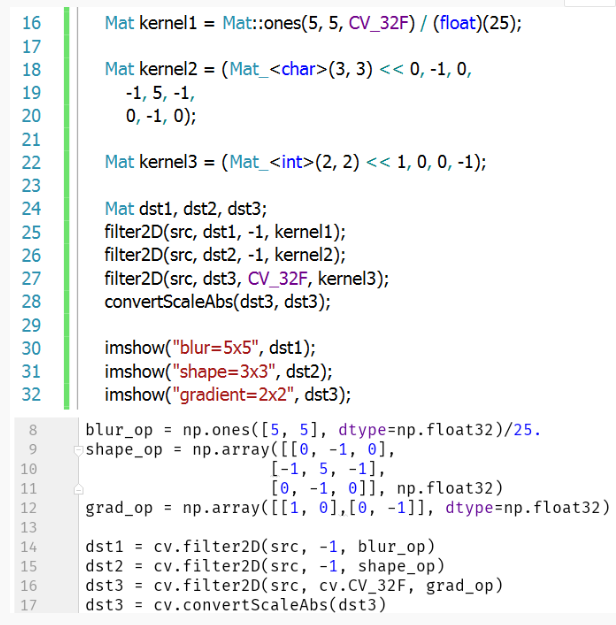 16 Mat kernel1 = Mat::ones(5, 5, CV_32F) / (float)(25);
17
18 Mat kernel2 = (Mat_<char>(3, 3) << 0, -1, 0,
19 -1, 5, -1,
20 0, -1, 0);
21
22 Mat kernel3 = (Mat_<int>(2, 2) << 1, 0, 0, -1);
23
24 Mat dst1, dst2, dst3;
25 filter2D(src, dst1, -1, kernel1);
26 filter2D(src, dst2, -1, kernel2);
27 filter2D(src, dst3, CV_32F, kernel3);
28 convertScaleAbs(dst3, dst3);
29
30 imshow("blur=5x5", dst1);
31 imshow("shape=3x3", dst2);
32 imshow("gradient=2x2", dst3);
8 blur_op = np.ones([5, 5], dtype=np.float32)/25.
9 shape_op = np.array([[0, -1, 0],
10 [-1, 5, -1],
11 [0, -1, 0]], np.float32)
12 grad_op = np.array([[1, 0],[0, -1]], dtype=np.float32)
13
14 dst1 = cv.filter2D(src, -1, blur_op)
15 dst2 = cv.filter2D(src, -1, shape_op)
16 dst3 = cv.filter2D(src, cv.CV_32F, grad_op)
17 dst3 = cv.convertScaleAbs(dst3)